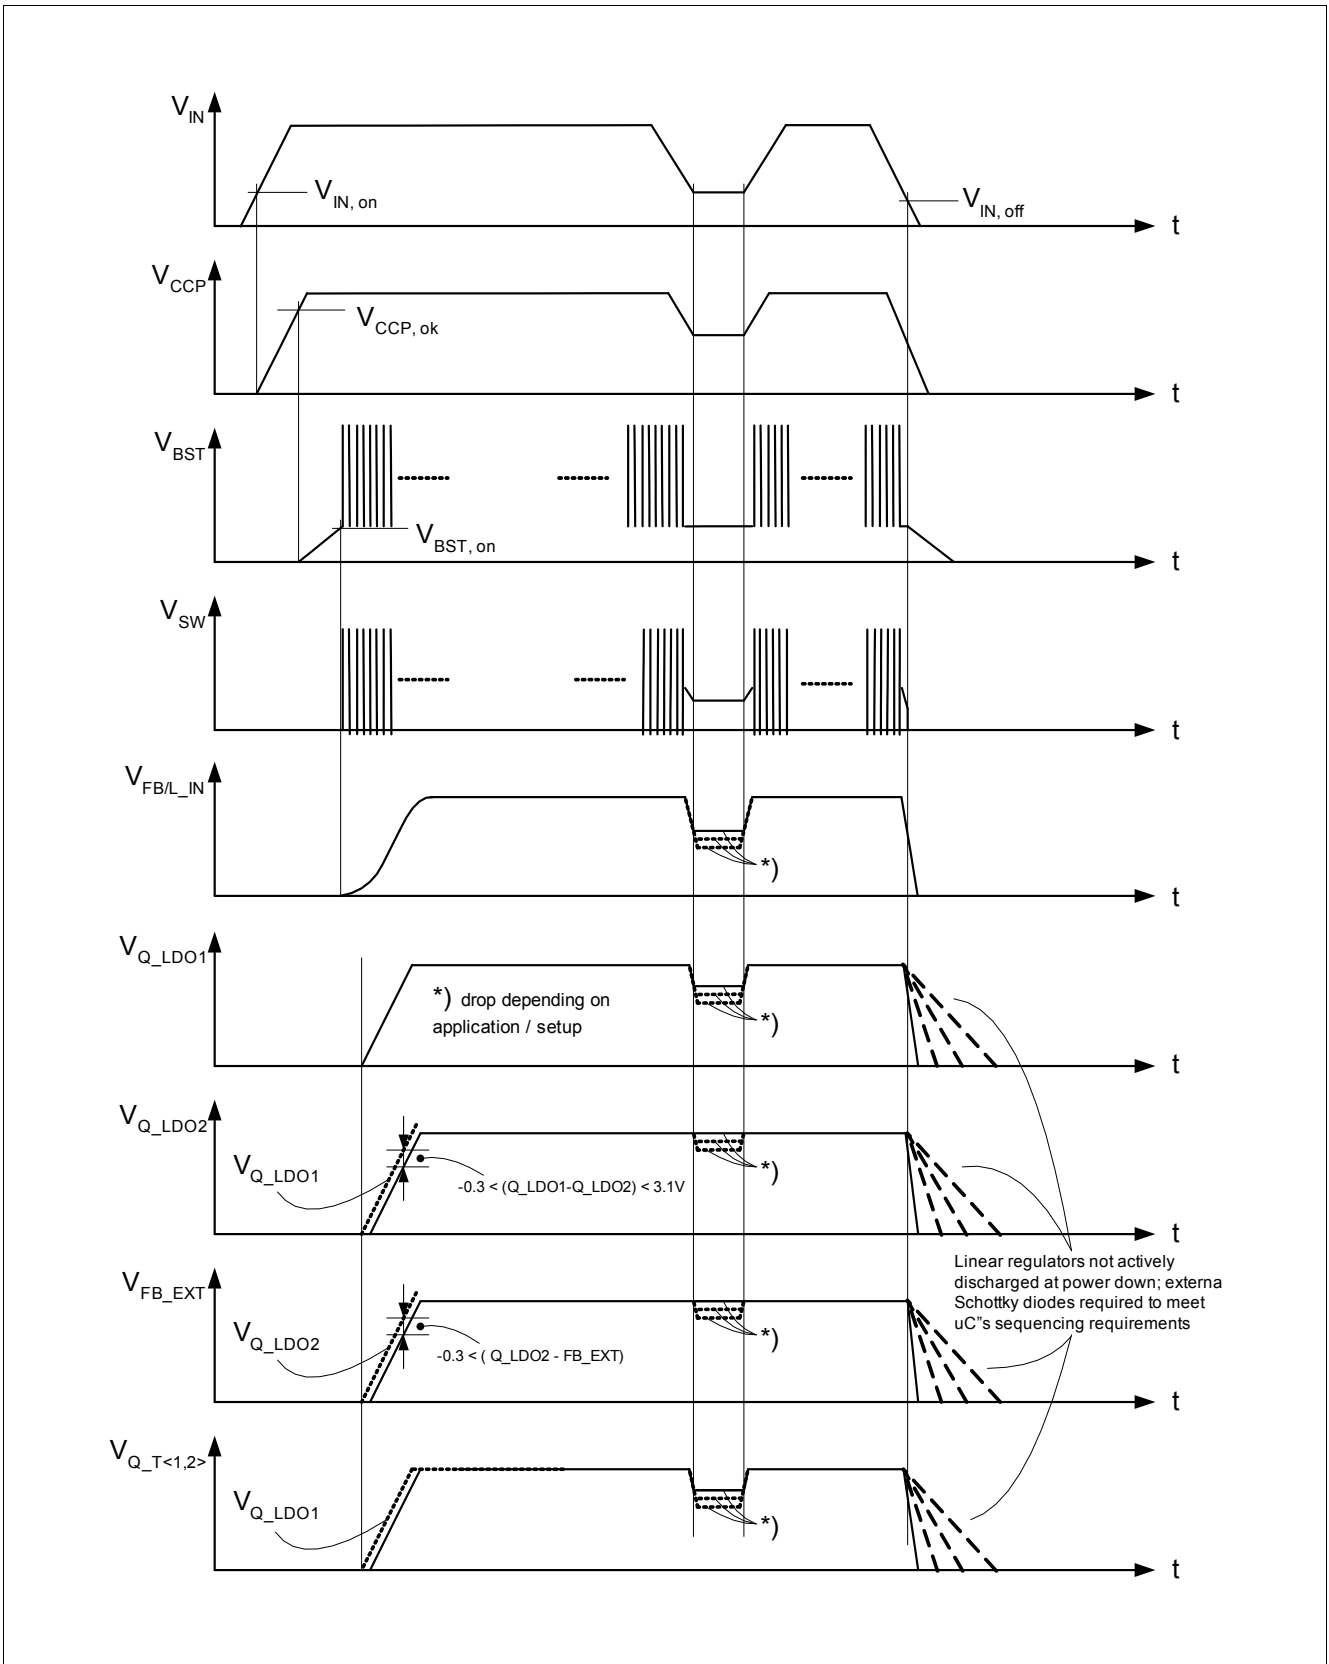 V_IN
V_IN, on
V_IN, off
t
V_CCP
V_CCP, ok
t
V_BST
V_BST, on
t
V_SW
t
V_FB/L_IN
*)
t
V_Q_LDO1
*) drop depending on
application / setup
*)
t
V_Q_LDO2
V_Q_LDO1
-0.3 < (Q_LDO1-Q_LDO2) < 3.1V
*)
t
Linear regulators not actively
discharged at power down; externa
Schottky diodes required to meet
uC"s sequencing requirements
V_FB_EXT
V_Q_LDO2
-0.3 < ( Q_LDO2 - FB_EXT)
*)
t
V_Q_T<1,2>
V_Q_LDO1
*)
t